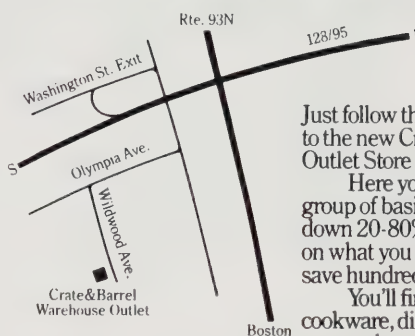 Rte. 93N
128/95
Washington St. Exit
S
Olympia Ave.
Wildwood Ave.
Crate&Barrel
Warehouse Outlet
Boston
Just follow th
to the new C
Outlet Store
Here yo
group of basi
down 20-80%
on what you
save hundred
You'll fi
cookware, di